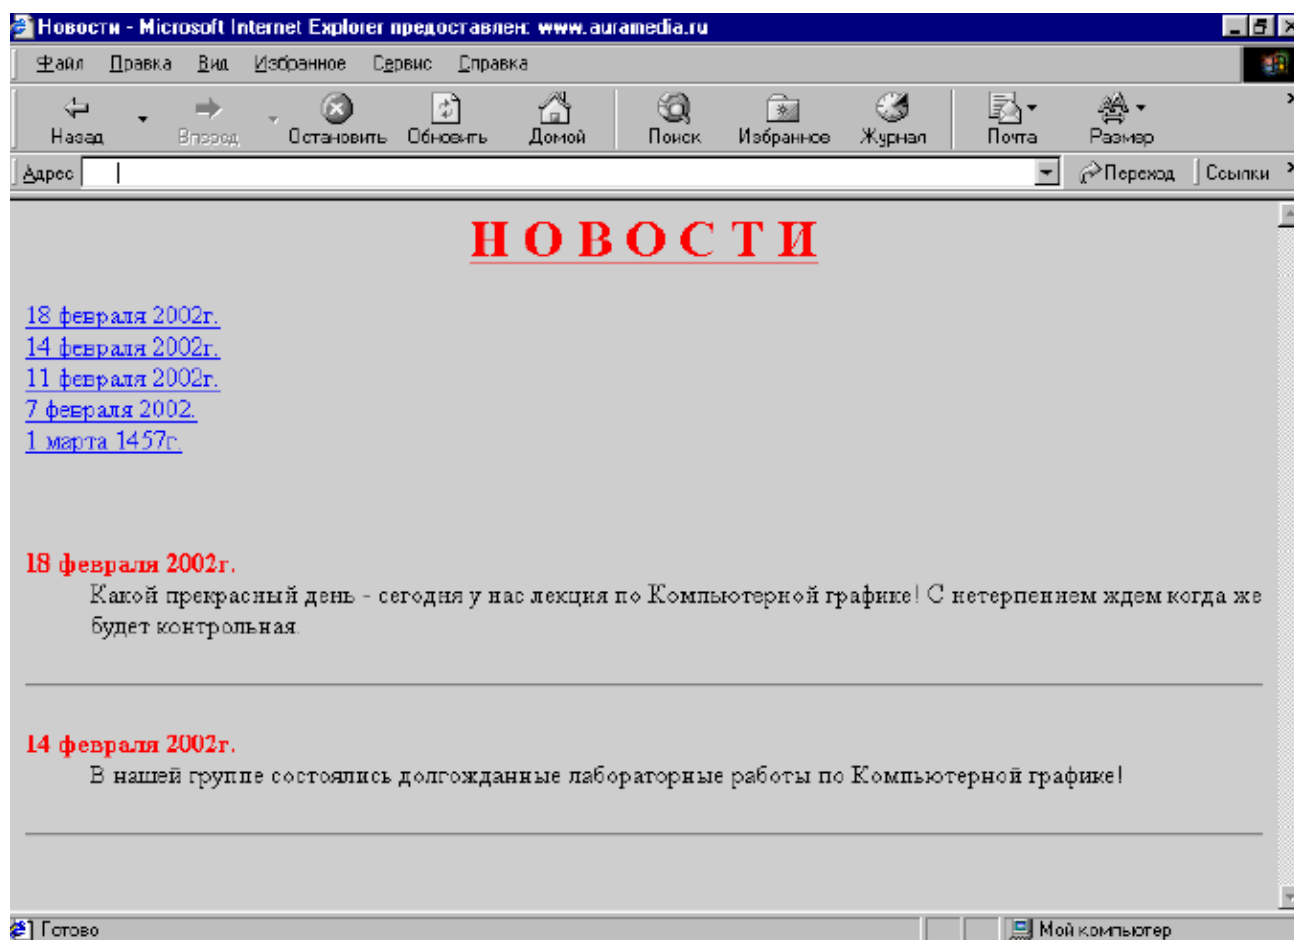 Новости - Microsoft Internet Explorer предоставлен: www.auramedia.ru
Файл Правка Вид Избранное Сервис Справка
Назад Вперед Остановить Обновить Домой Поиск Избранное Журнал Почта Размер
Адрес Переход Ссылки
Н О В О С Т И
18 февраля 2002г.
14 февраля 2002г.
11 февраля 2002г.
7 февраля 2002.
1 марта 1457г.
18 февраля 2002г.
Какой прекрасный день - сегодня у нас лекция по Компьютерной графике! С нетерпением ждем когда же
будет контрольная.
14 февраля 2002г.
В нашей группе состоялись долгожданные лабораторные работы по Компьютерной графике!
Готово Мой компьютер